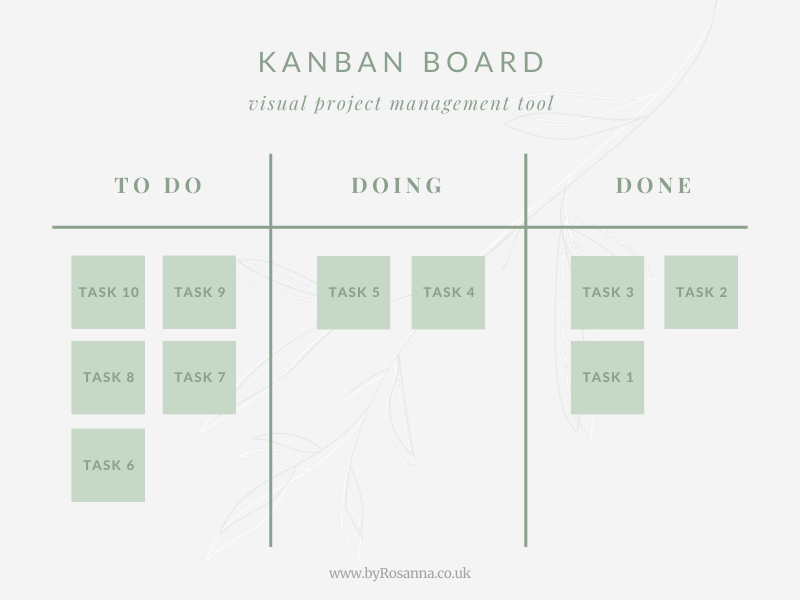 KANBAN BOARD
visual project management tool
TO DO
DOING
DONE
TASK 10
TASK 9
TASK 5
TASK 4
TASK 3
TASK 2
TASK 8
TASK 7
TASK 1
TASK 6
www.byRosanna.co.uk